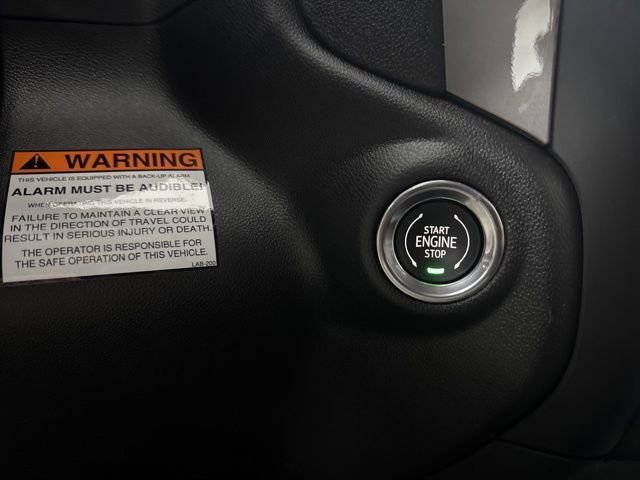 WARNING
THIS VEHICLE IS EQUIPPED WITH A BACK-UP ALARM
ALARM MUST BE AUDIBLE!
WHEN OPERATING THIS VEHICLE IN REVERSE.
FAILURE TO MAINTAIN A CLEAR VIEW
IN THE DIRECTION OF TRAVEL COULD
RESULT IN SERIOUS INJURY OR DEATH.
THE OPERATOR IS RESPONSIBLE FOR
THE SAFE OPERATION OF THIS VEHICLE.
LAB-200
START
ENGINE
STOP